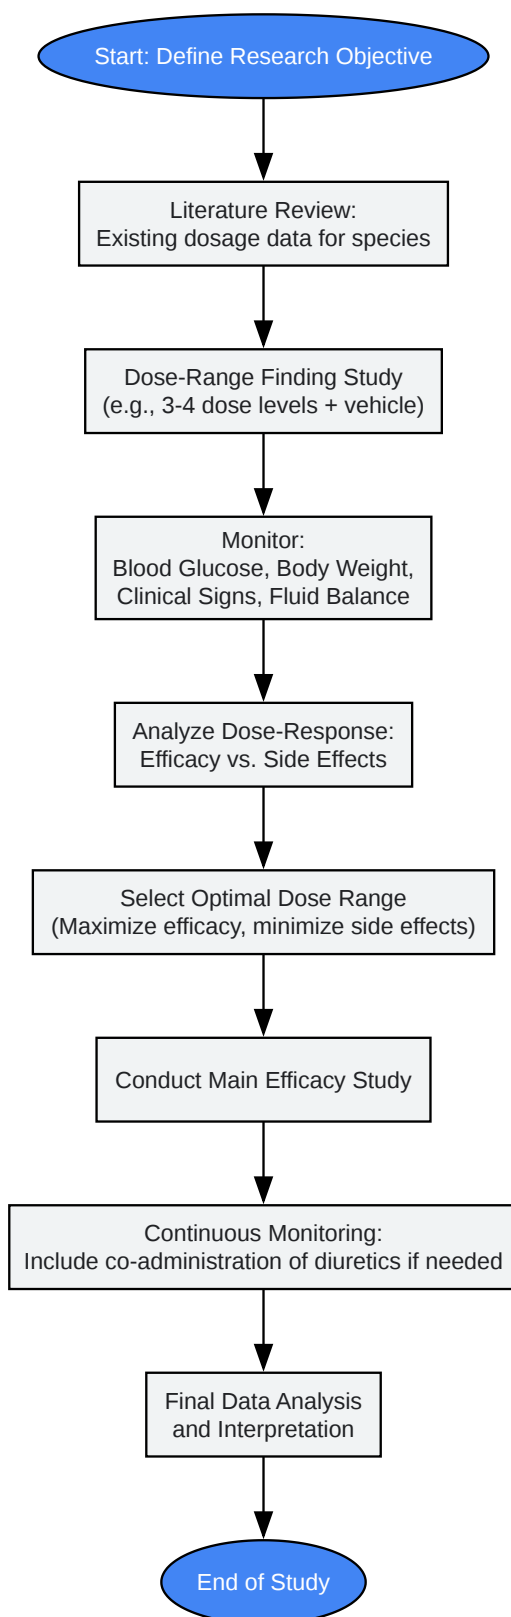 Start: Define Research Objective
Literature Review:
Existing dosage data for species
Dose-Range Finding Study
(e.g., 3-4 dose levels + vehicle)
Monitor:
Blood Glucose, Body Weight,
Clinical Signs, Fluid Balance
Analyze Dose-Response:
Efficacy vs. Side Effects
Select Optimal Dose Range
(Maximize efficacy, minimize side effects)
Conduct Main Efficacy Study
Continuous Monitoring:
Include co-administration of diuretics if needed
Final Data Analysis
and Interpretation
End of Study